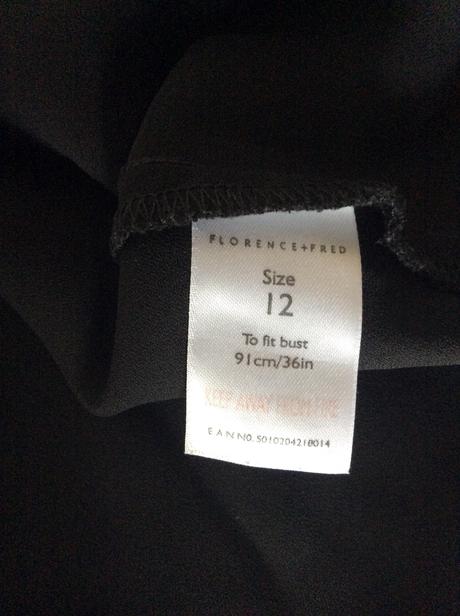 FLORENCE+FRED
Size
12
To fit bust
91cm/36in
KEEP AWAY FROM FIRE
EAN NO. 5010204218014